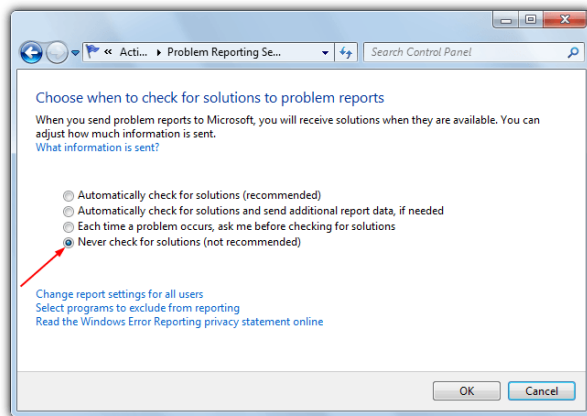 « Acti... ▸ Problem Reporting Se...
Search Control Panel
Choose when to check for solutions to problem reports
When you send problem reports to Microsoft, you will receive solutions when they are available. You can
adjust how much information is sent.
What information is sent?
Automatically check for solutions (recommended)
Automatically check for solutions and send additional report data, if needed
Each time a problem occurs, ask me before checking for solutions
Never check for solutions (not recommended)
Change report settings for all users
Select programs to exclude from reporting
Read the Windows Error Reporting privacy statement online
OK
Cancel